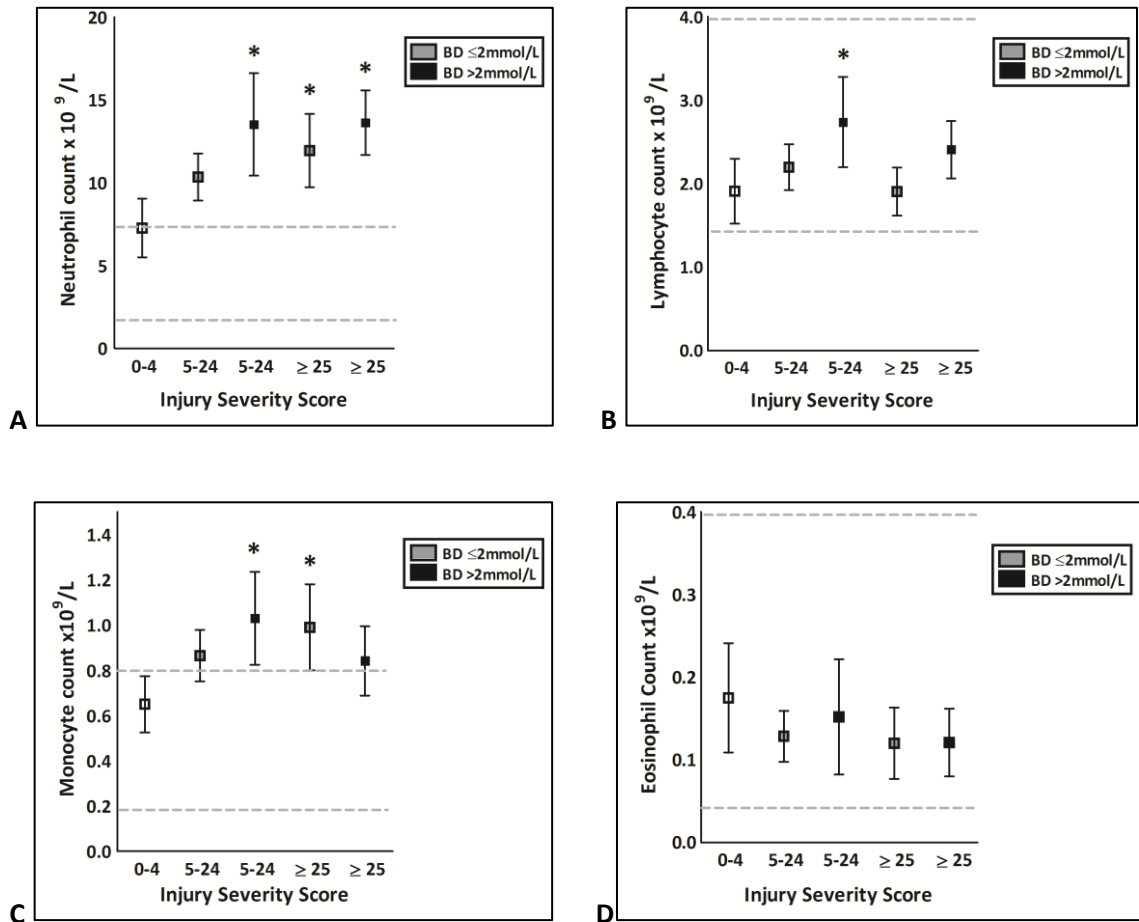 20
15
10
5
0
Neutrophil count x 10 9 /L
* * *
BD ≤2mmol/L
BD >2mmol/L
0-4 5-24 5-24 ≥ 25 ≥ 25
Injury Severity Score
A
4.0
3.0
2.0
1.0
0.0
Lymphocyte count x 10 9 /L
*
BD ≤2mmol/L
BD >2mmol/L
0-4 5-24 5-24 ≥ 25 ≥ 25
Injury Severity Score
B
1.4
1.2
1.0
0.8
0.6
0.4
0.2
0.0
Monocyte count x10⁹/L
* *
BD ≤2mmol/L
BD >2mmol/L
0-4 5-24 5-24 ≥ 25 ≥ 25
Injury Severity Score
C
0.4
0.3
0.2
0.1
0.0
Eosinophil Count x10⁹/L
BD ≤2mmol/L
BD >2mmol/L
0-4 5-24 5-24 ≥ 25 ≥ 25
Injury Severity Score
D